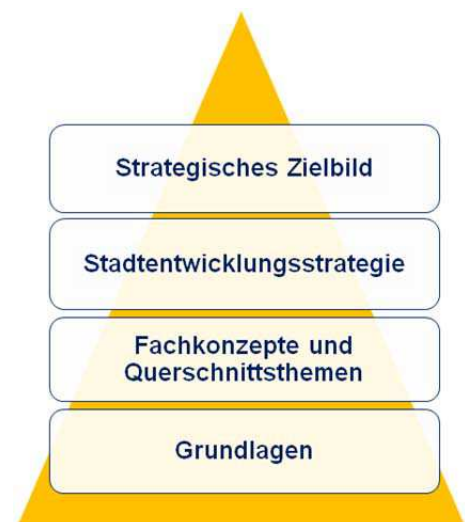 Strategisches Zielbild
Stadtentwicklungsstrategie
Fachkonzepte und
Querschnittsthemen
Grundlagen